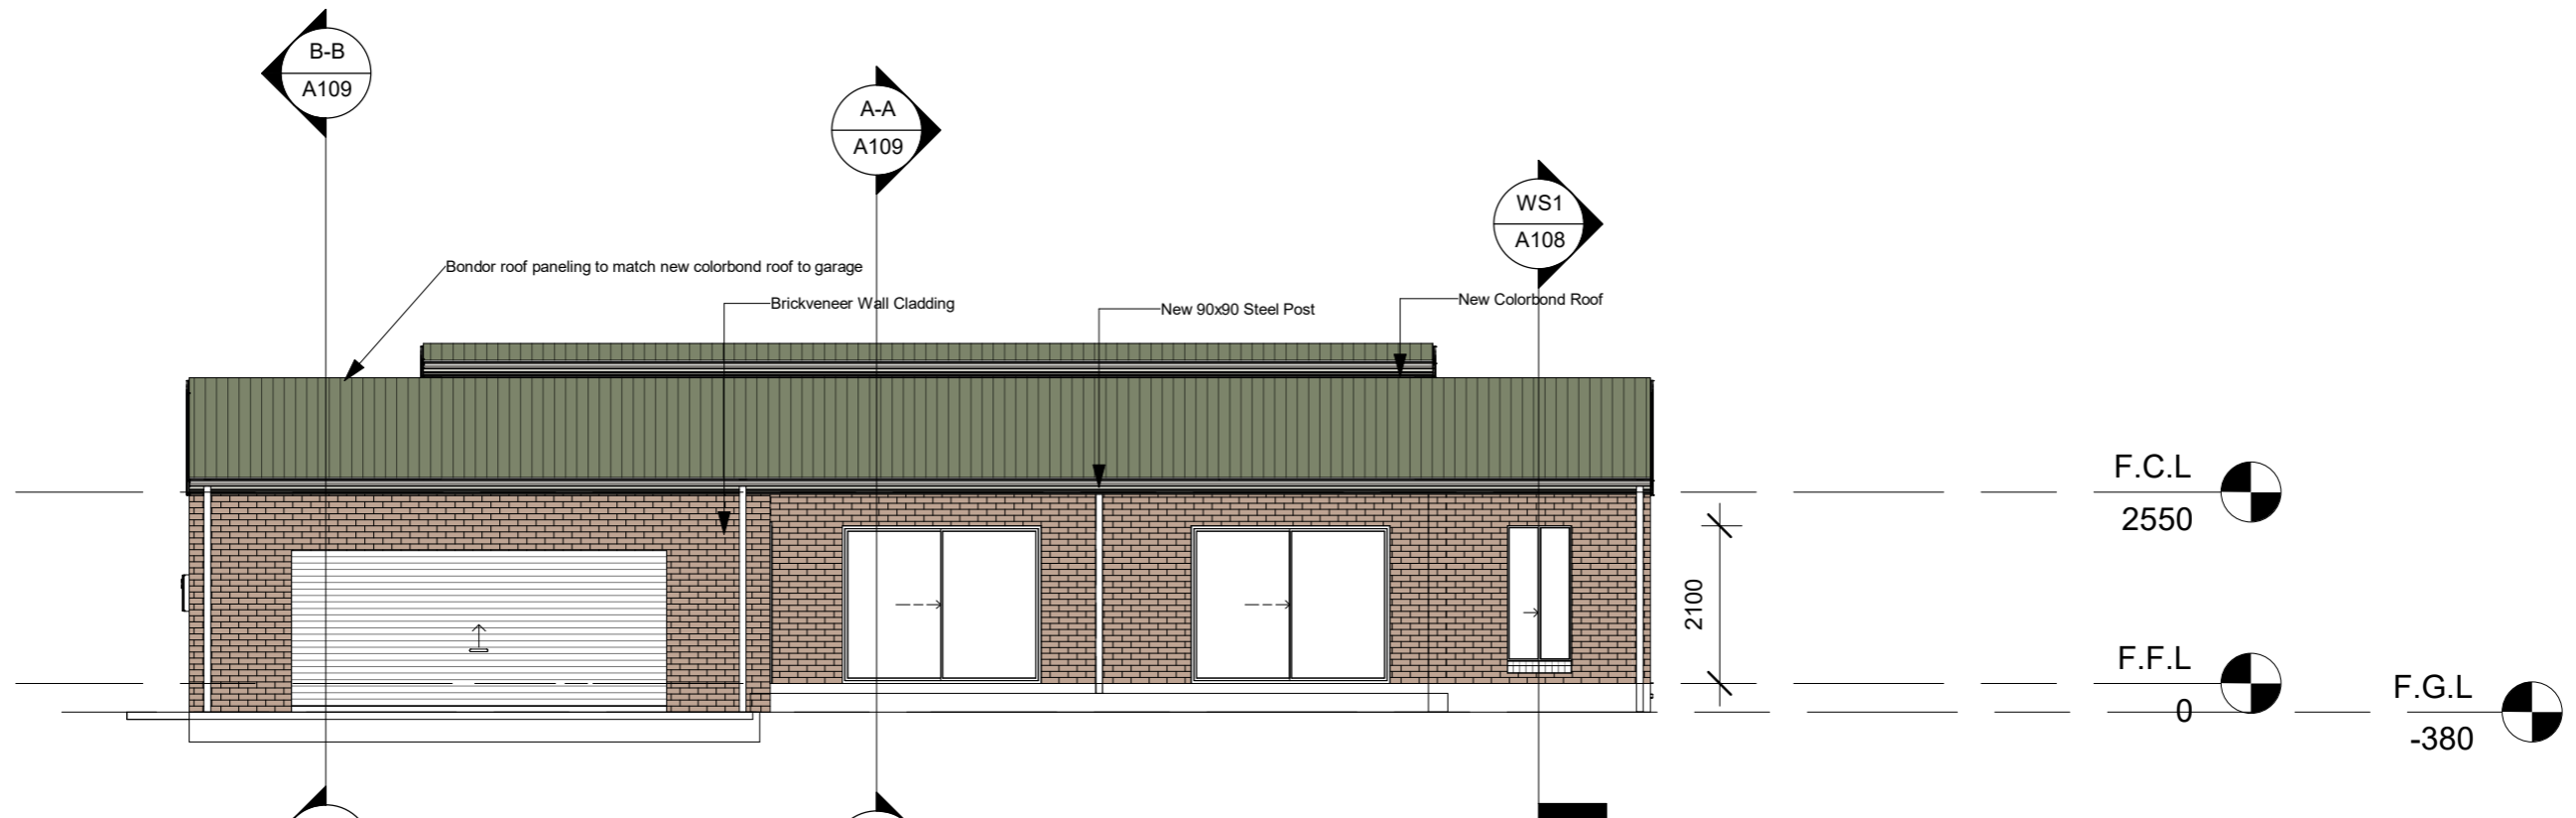 B-B
A109
A-A
A109
WS1
A108
Bondor roof paneling to match new colorbond roof to garage
Brickveneer Wall Cladding
New 90x90 Steel Post
New Colorbond Roof
F.C.L
2550
2100
F.F.L
0
F.G.L
-380